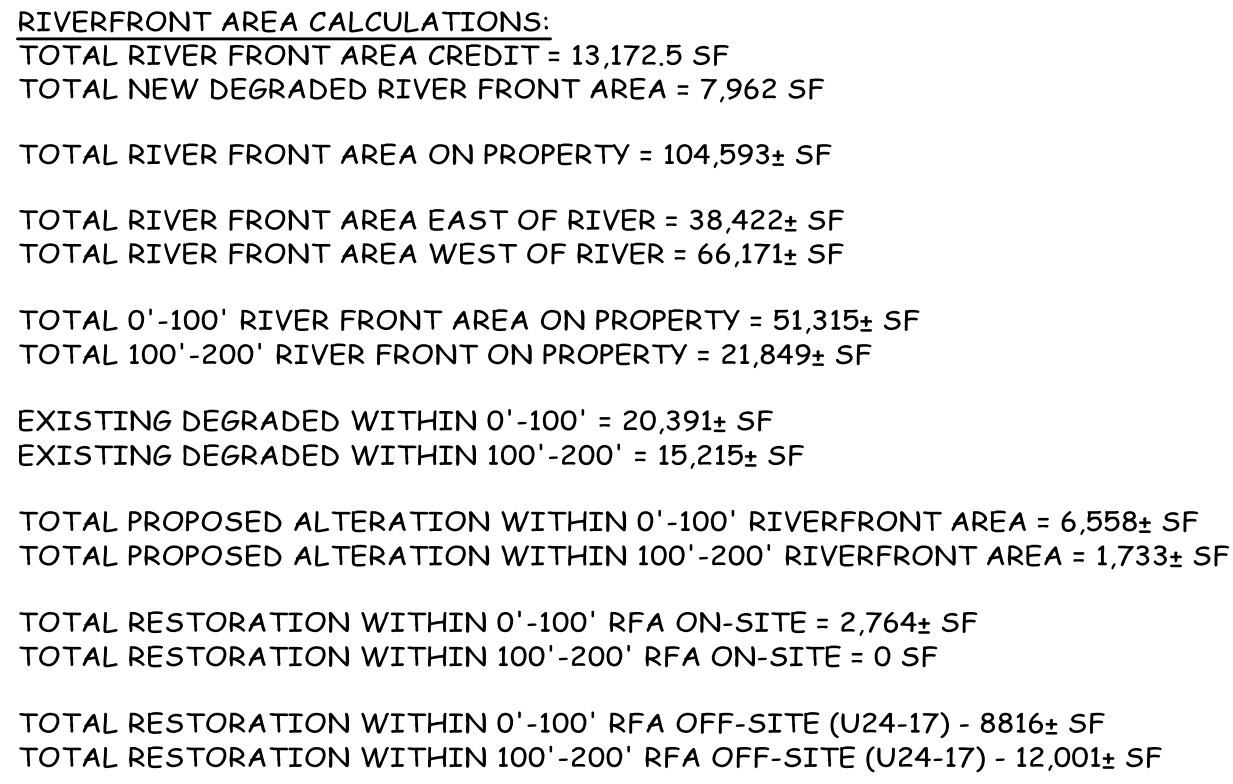 RIVERFRONT AREA CALCULATIONS:
TOTAL RIVER FRONT AREA CREDIT = 13,172.5 SF
TOTAL NEW DEGRADED RIVER FRONT AREA = 7,962 SF
TOTAL RIVER FRONT AREA ON PROPERTY = 104,593± SF
TOTAL RIVER FRONT AREA EAST OF RIVER = 38,422± SF
TOTAL RIVER FRONT AREA WEST OF RIVER = 66,171± SF
TOTAL 0'-100' RIVER FRONT AREA ON PROPERTY = 51,315± SF
TOTAL 100'-200' RIVER FRONT ON PROPERTY = 21,849± SF
EXISTING DEGRADED WITHIN 0'-100' = 20,391± SF
EXISTING DEGRADED WITHIN 100'-200' = 15,215± SF
TOTAL PROPOSED ALTERATION WITHIN 0'-100' RIVERFRONT AREA = 6,558± SF
TOTAL PROPOSED ALTERATION WITHIN 100'-200' RIVERFRONT AREA = 1,733± SF
TOTAL RESTORATION WITHIN 0'-100' RFA ON-SITE = 2,764± SF
TOTAL RESTORATION WITHIN 100'-200' RFA ON-SITE = 0 SF
TOTAL RESTORATION WITHIN 0'-100' RFA OFF-SITE (U24-17) - 8816± SF
TOTAL RESTORATION WITHIN 100'-200' RFA OFF-SITE (U24-17) - 12,001± SF